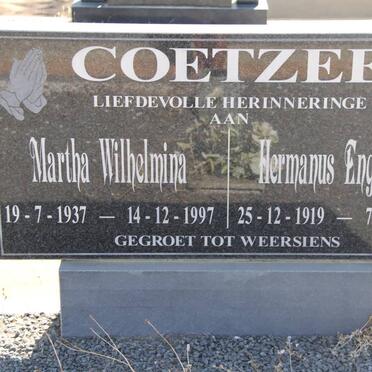 COETZEE
LIEFDEVOLLE HERINNERINGE
AAN
Martha Wilhelmina Hermanus
19 - 7 - 1937 — 14 - 12 - 1997 25 - 12 - 1919 —
GEGROET TOT WEERSIENS